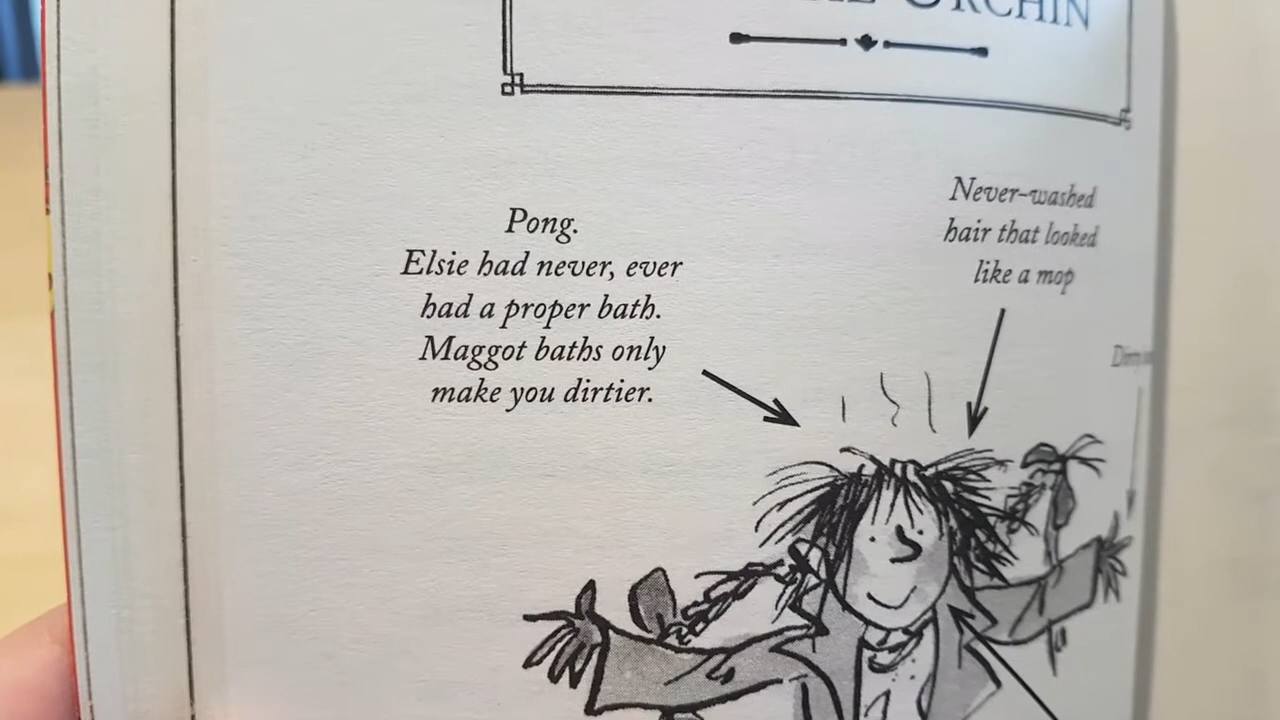 URCHIN
Pong.
Elsie had never, ever
had a proper bath.
Maggot baths only
make you dirtier.
Never-washed
hair that looked
like a mop